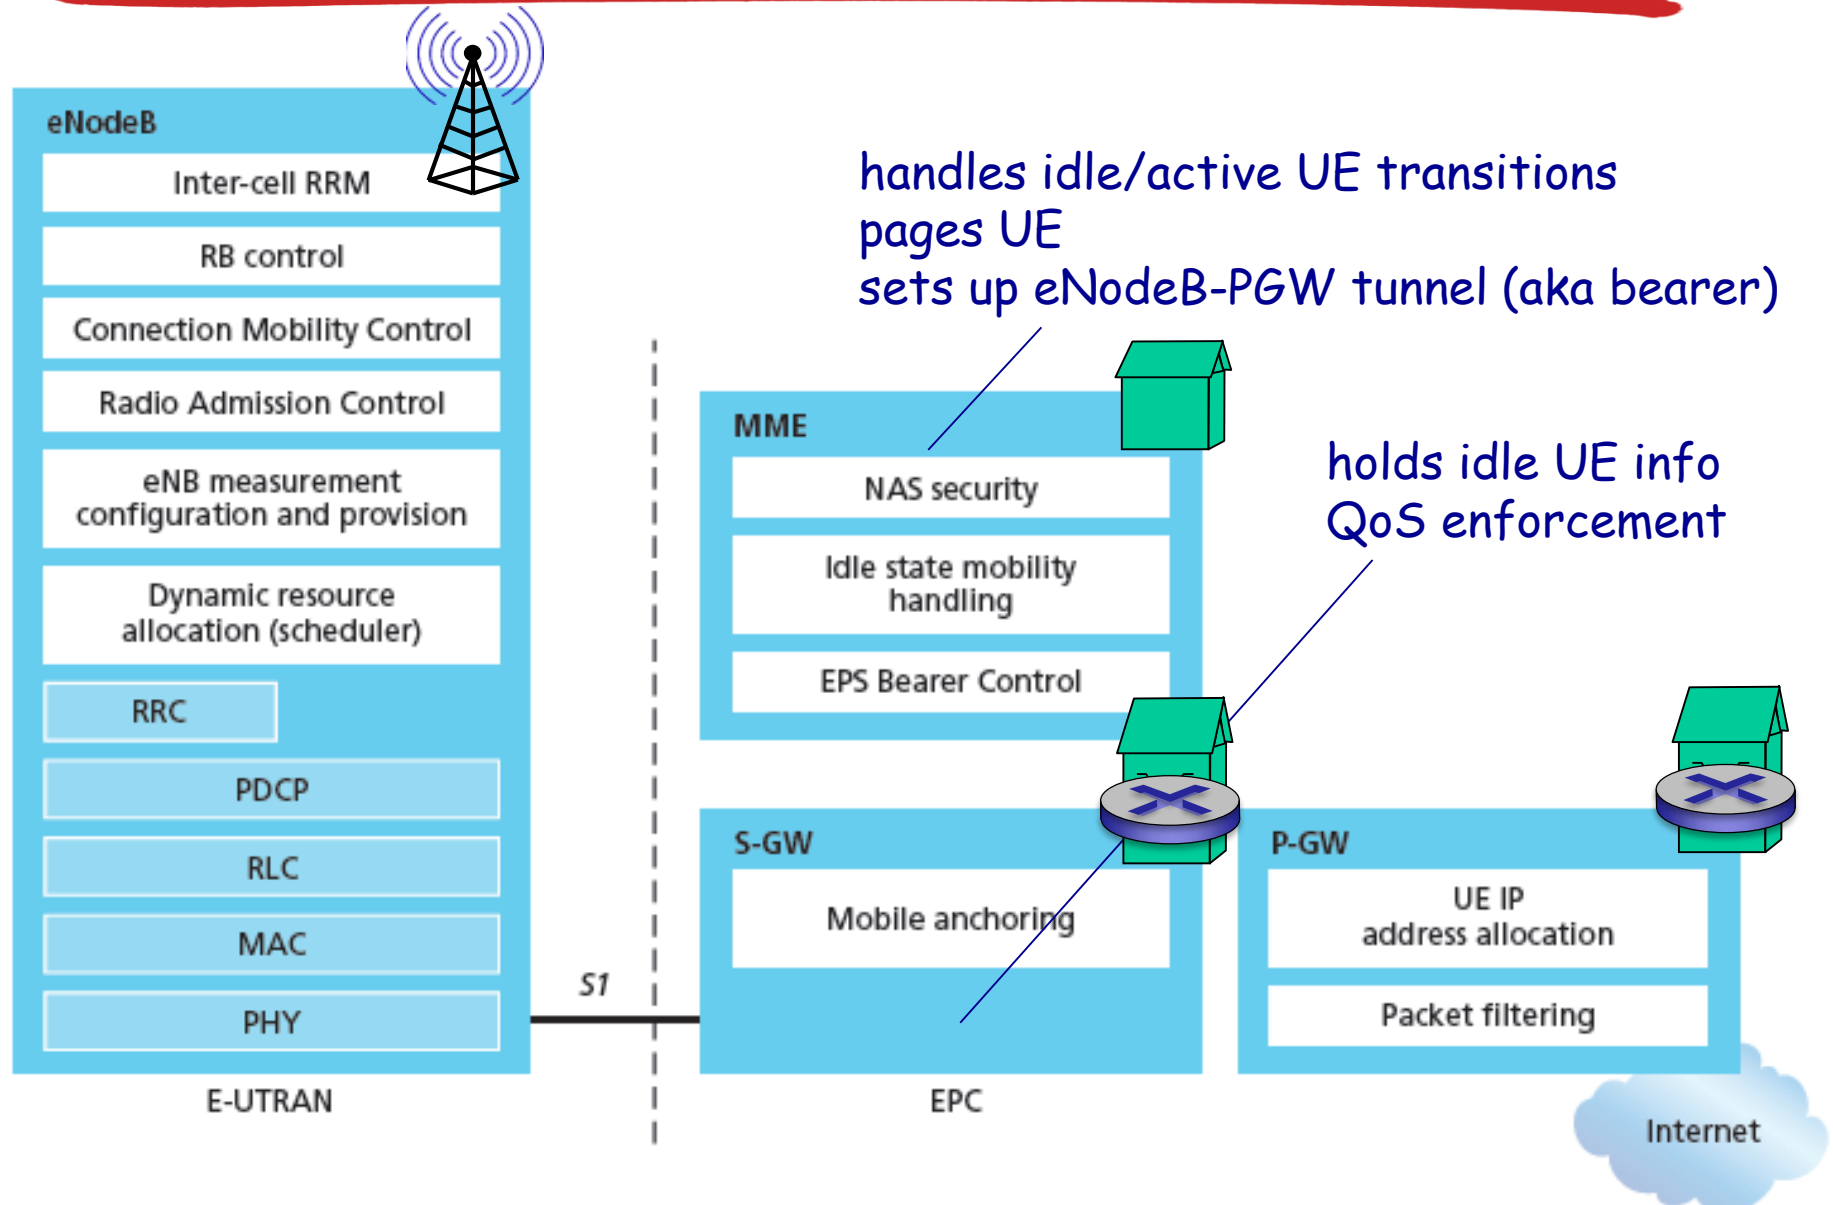 eNodeB
Inter-cell RRM
RB control
Connection Mobility Control
Radio Admission Control
eNB measurement
configuration and provision
Dynamic resource
allocation (scheduler)
RRC
PDCP
RLC
MAC
PHY
E-UTRAN
S1
handles idle/active UE transitions
pages UE
sets up eNodeB-PGW tunnel (aka bearer)
MME
NAS security
Idle state mobility
handling
EPS Bearer Control
holds idle UE info
QoS enforcement
S-GW
Mobile anchoring
EPC
P-GW
UE IP
address allocation
Packet filtering
Internet